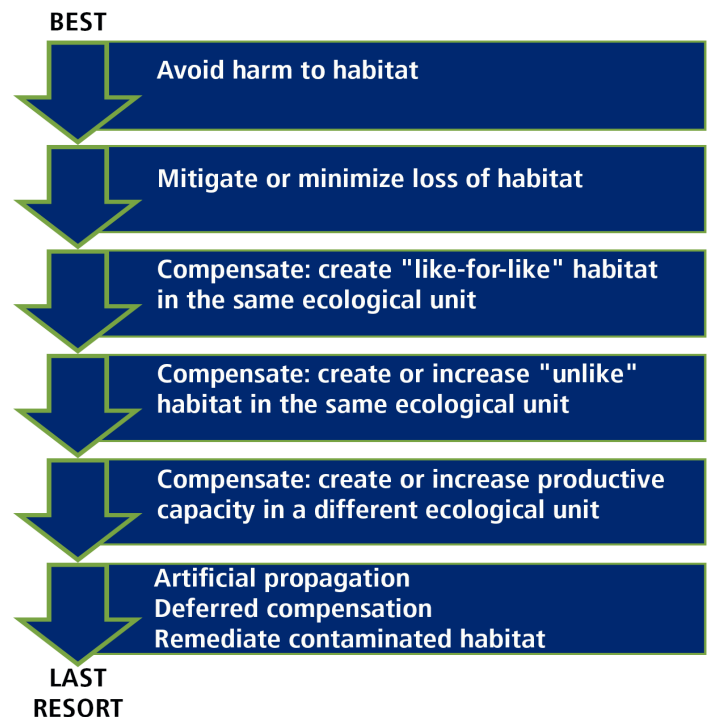 BEST
Avoid harm to habitat
Mitigate or minimize loss of habitat
Compensate: create "like-for-like" habitat
in the same ecological unit
Compensate: create or increase "unlike"
habitat in the same ecological unit
Compensate: create or increase productive
capacity in a different ecological unit
Artificial propagation
Deferred compensation
Remediate contaminated habitat
LAST
RESORT